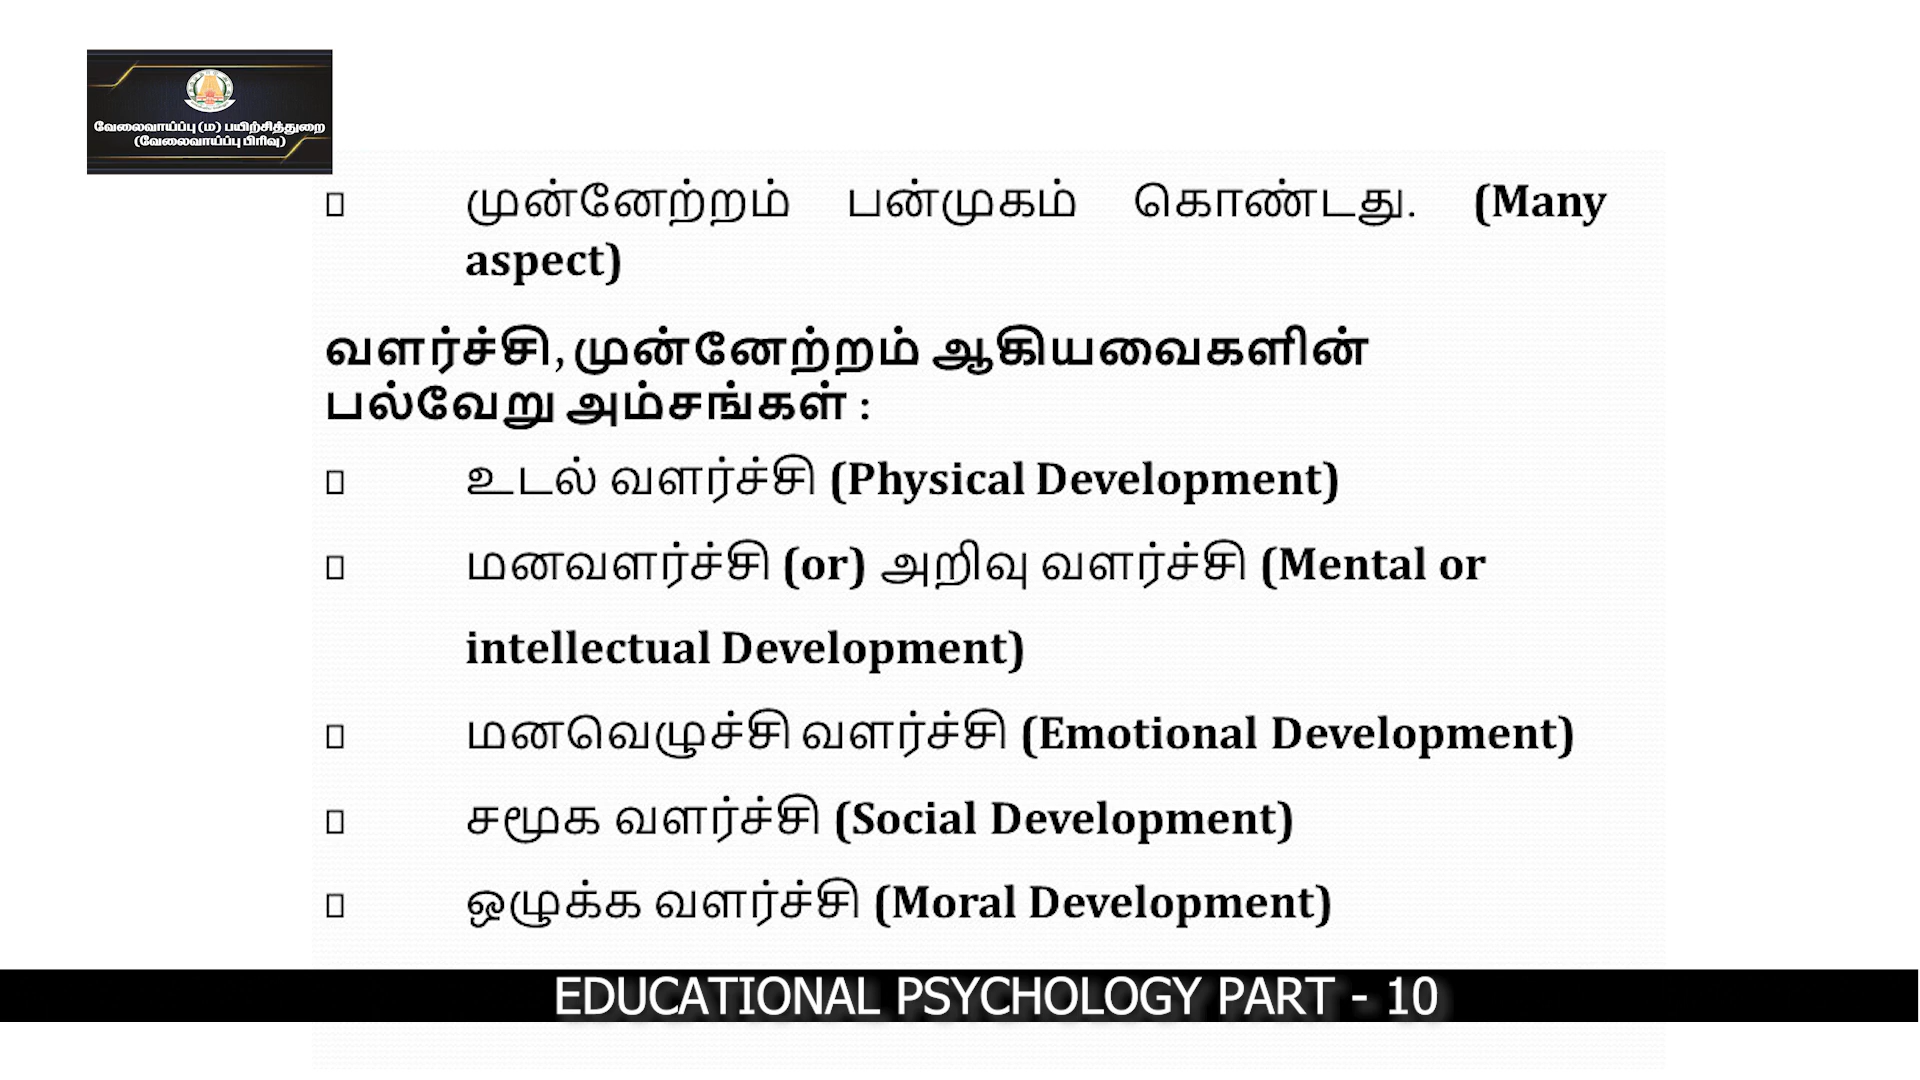 வேலைவாய்ப்பு (ம) பயிற்சித்துறை
(வேலைவாய்ப்பு பிரிவு)
முன்னேற்றம் பன்முகம் கொண்டது. (Many
aspect)
வளர்ச்சி, முன்னேற்றம் ஆகியவைகளின்
பல்வேறு அம்சங்கள் :
உடல் வளர்ச்சி (Physical Development)
மனவளர்ச்சி (or) அறிவு வளர்ச்சி (Mental or
intellectual Development)
மனவெழுச்சி வளர்ச்சி (Emotional Development)
சமூக வளர்ச்சி (Social Development)
ஒழுக்க வளர்ச்சி (Moral Development)
EDUCATIONAL PSYCHOLOGY PART - 10